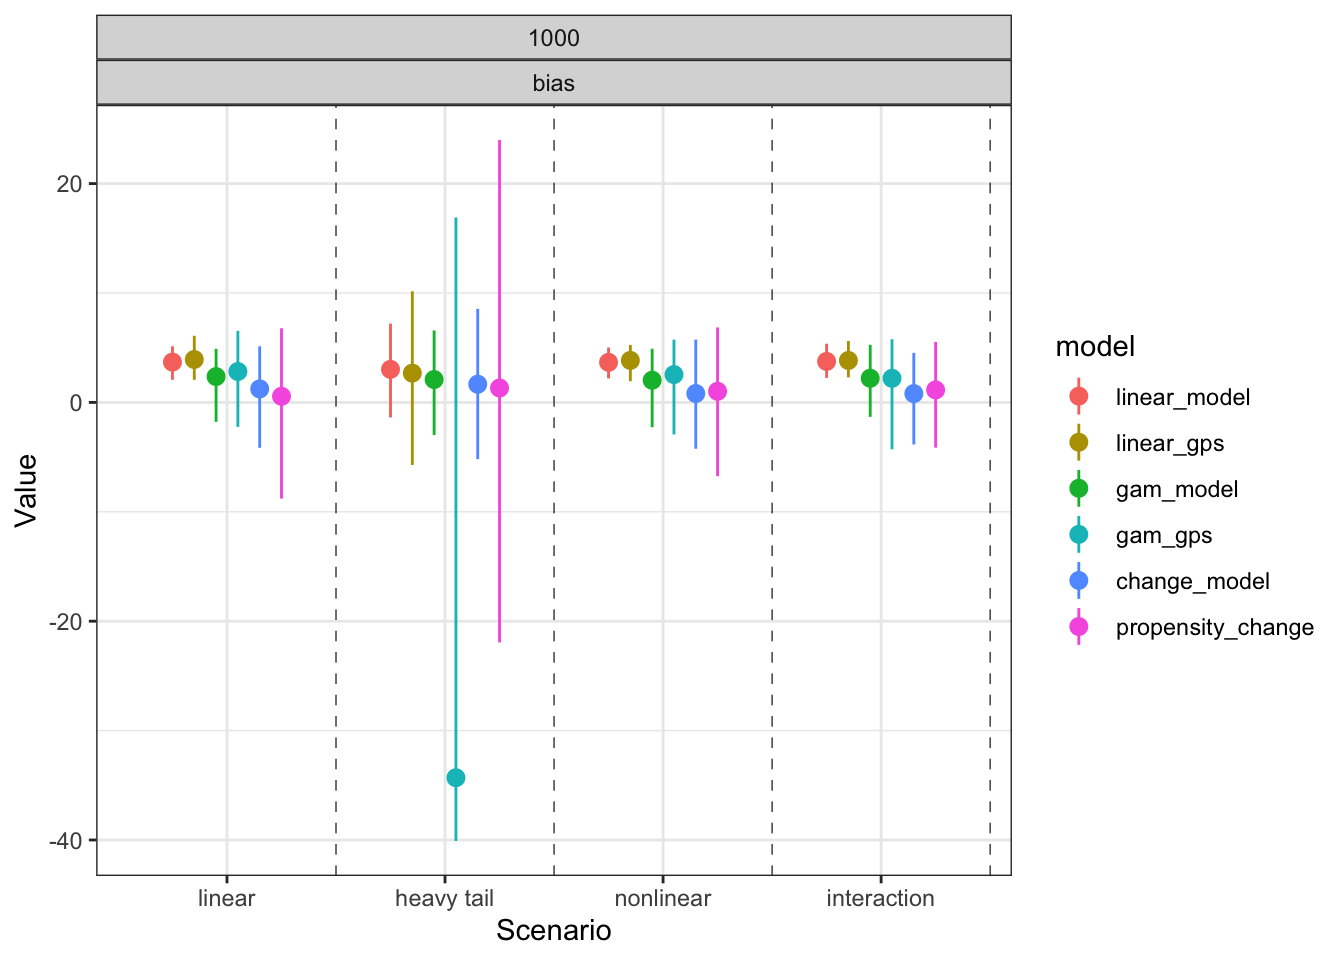 1000
bias
Value
20
0
-20
-40
linear
heavy tail
nonlinear
interaction
Scenario
model
linear_model
linear_gps
gam_model
gam_gps
change_model
propensity_change